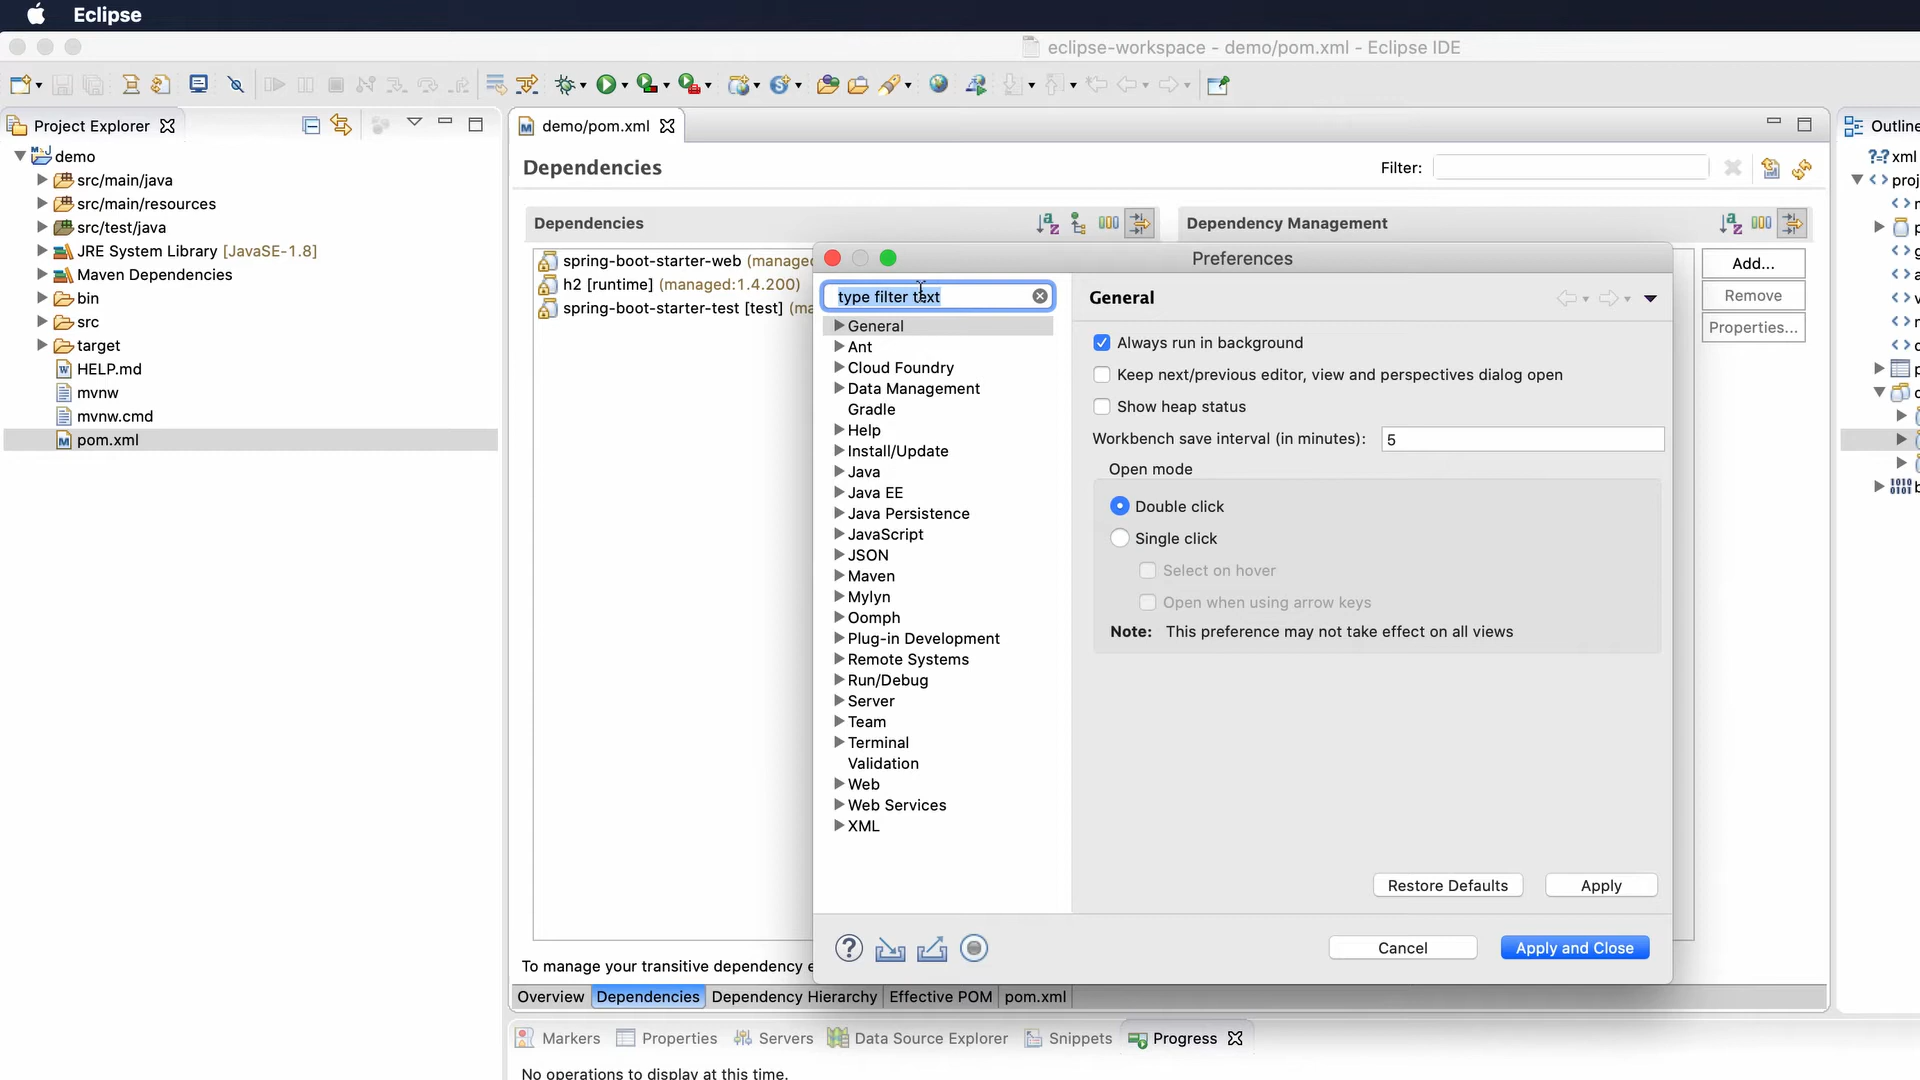 Eclipse
eclipse-workspace - demo/pom.xml - Eclipse IDE
Project Explorer
demo
src/main/java
src/main/resources
src/test/java
JRE System Library [JavaSE-1.8]
Maven Dependencies
bin
src
target
HELP.md
mvnw
mvnw.cmd
pom.xml
demo/pom.xml
Dependencies
Filter:
Dependencies
spring-boot-starter-web (manage
h2 [runtime] (managed:1.4.200)
spring-boot-starter-test [test] (ma
Dependency Management
Add...
Remove
Properties...
Preferences
type filter text
General
Ant
Cloud Foundry
Data Management
Gradle
Help
Install/Update
Java
Java EE
Java Persistence
JavaScript
JSON
Maven
Mylyn
Oomph
Plug-in Development
Remote Systems
Run/Debug
Server
Team
Terminal
Validation
Web
Web Services
XML
General
Always run in background
Keep next/previous editor, view and perspectives dialog open
Show heap status
Workbench save interval (in minutes): 5
Open mode
Double click
Single click
Select on hover
Open when using arrow keys
Note: This preference may not take effect on all views
Restore Defaults
Apply
Cancel
Apply and Close
To manage your transitive dependency e
Overview
Dependencies
Dependency Hierarchy
Effective POM
pom.xml
Markers
Properties
Servers
Data Source Explorer
Snippets
Progress
No operations to display at this time.
Outline
?=? xml
proj